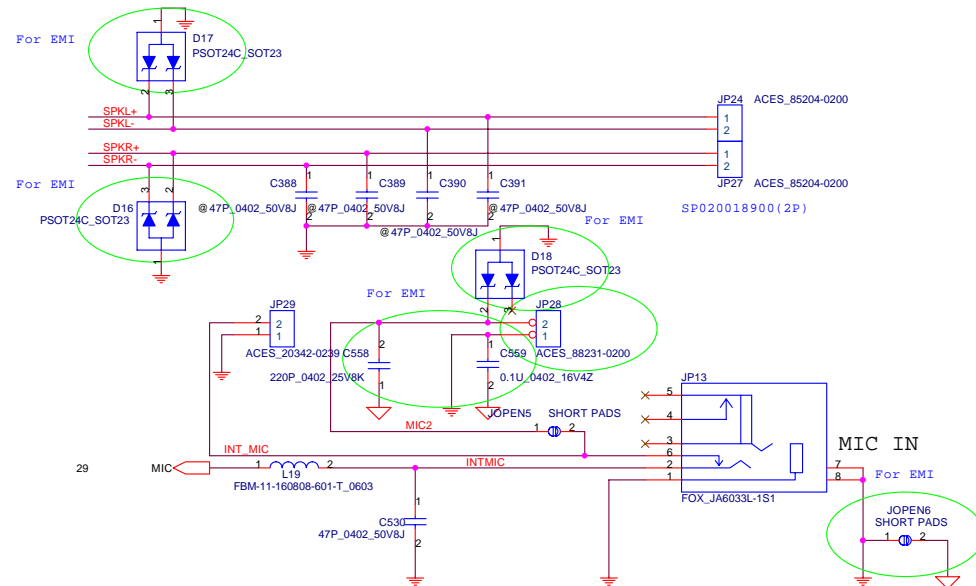 1
For EMI
D17
PSOT24C_SOT23
2
3
JP24
ACES_85204-0200
SPKL+
1
SPKL-
2
SPKR+
1
SPKR-
2
JP27
ACES_85204-0200
For EMI
3
2
D16
PSOT24C_SOT23
1
1
C388
1
C389
1
C390
1
C391
@47P_0402_50V8J
@47P_0402_50V8J
@47P_0402_50V8J
@47P_0402_50V8J
2
2
2
2
SP020018900(2P)
For EMI
1
D18
PSOT24C_SOT23
2
3
For EMI
JP29
2
2
1
1
ACES_20342-0239
JP28
2
1
ACES_88231-0200
2
C558
220P_0402_25V8K
1
1
C559
0.1U_0402_16V4Z
2
JOPEN5
SHORT PADS
1
2
MIC2
JP13
5
4
3
6
2
1
7
8
FOX_JA6033L-1S1
MIC IN
For EMI
INT_MIC
INTMIC
29
MIC
1
2
L19
FBM-11-160808-601-T_0603
1
C530
47P_0402_50V8J
2
JOPEN6
SHORT PADS
1
2